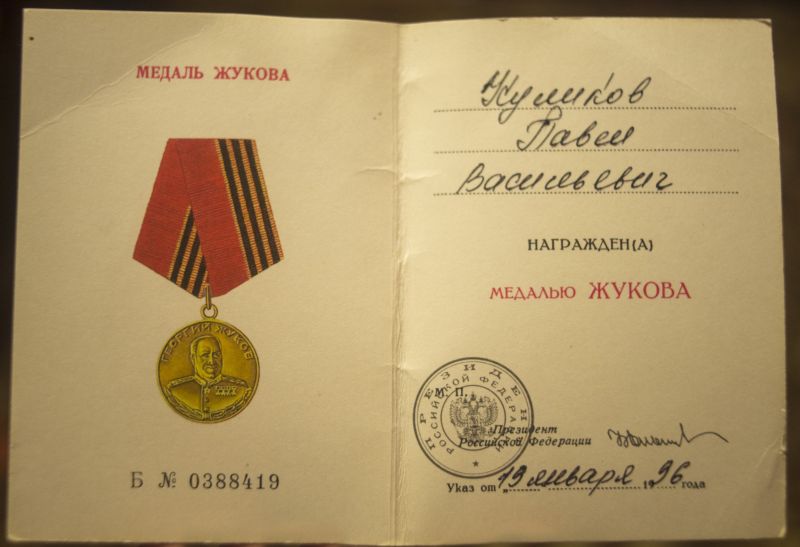 МЕДАЛЬ ЖУКОВА
ГЕОРГИЙ ЖУКОВ
Б № 0388419
Куликов
Павел
Васильевич
НАГРАЖДЕН(А)
МЕДАЛЬЮ ЖУКОВА
ПРЕЗИДЕНТ
РОССИЙСКОЙ ФЕДЕРАЦИИ
М. П.
Президент
Российской Федерации
Указ от „19 января 1996 года